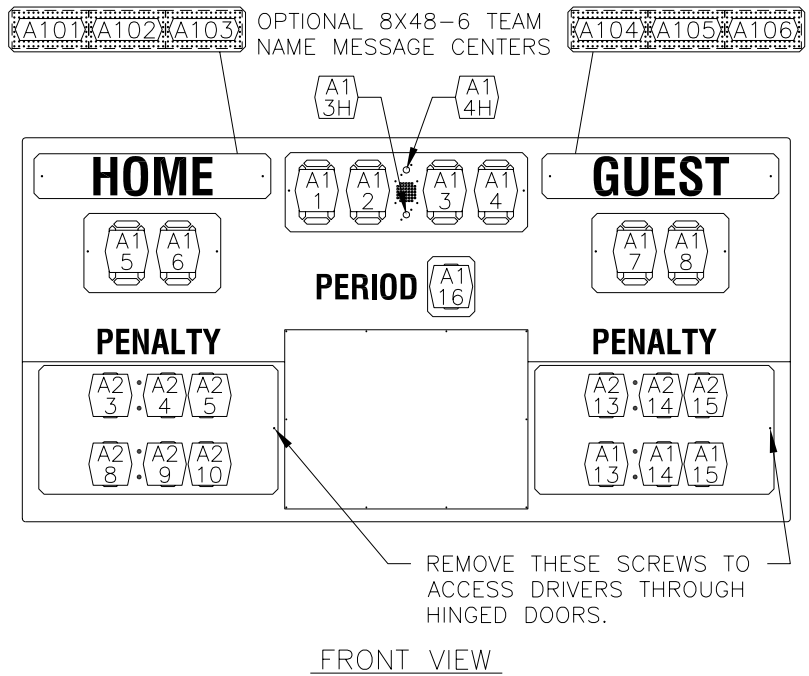 A101 A102 A103 OPTIONAL 8X48-6 TEAM A104 A105 A106
NAME MESSAGE CENTERS
A1 3H A1 4H
HOME
A1 1 A1 2 A1 3 A1 4
GUEST
A1 5 A1 6
A1 7 A1 8
PERIOD A1 16
PENALTY PENALTY
A2 3 : A2 4 A2 5
A2 13 : A2 14 A2 15
A2 8 : A2 9 A2 10
A1 13 : A1 14 A1 15
REMOVE THESE SCREWS TO
ACCESS DRIVERS THROUGH
HINGED DOORS.
FRONT VIEW